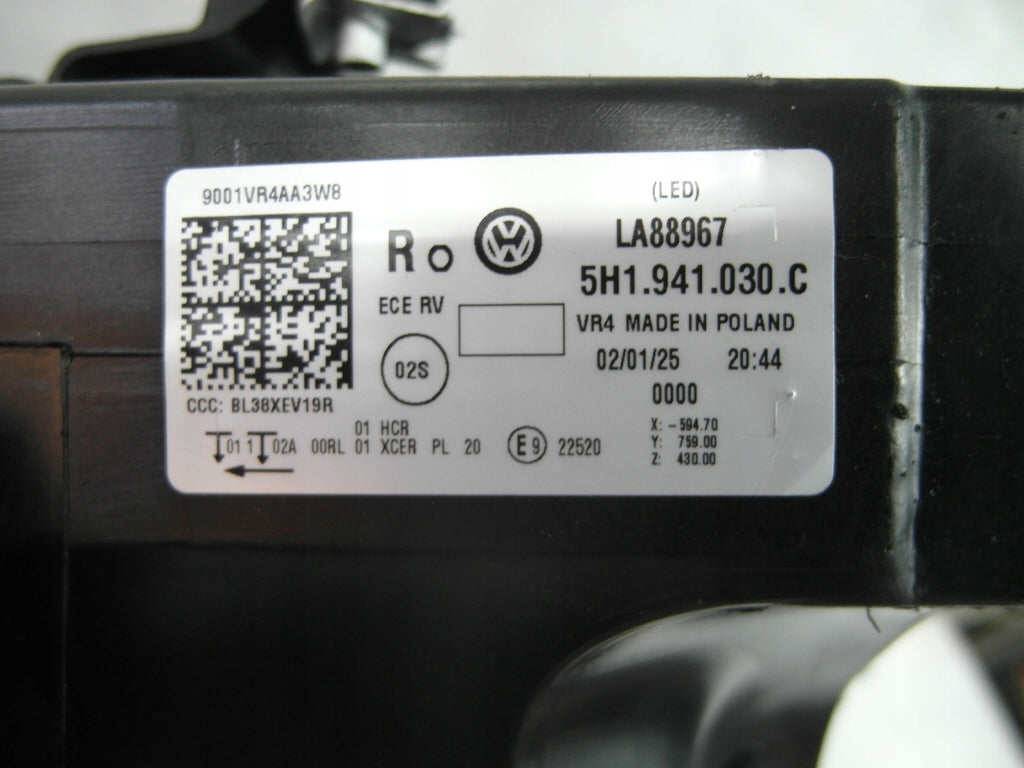 9001VR4AA3W8
(LED)
R
LA88967
5H1.941.030.C
ECE RV
VR4 MADE IN POLAND
02S
02/01/25 20:44
0000
CCC: BL38XEV19R
01 HCR
01 1 02A 00RL 01 XCER PL 20 E9 22520
X: -594.70
Y: 759.00
Z: 430.00